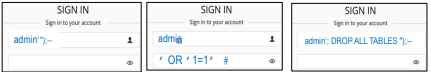 SIGN IN
Sign in to your account
admin'");--
SIGN IN
Sign in to your account
admin
' OR '1=1' #
SIGN IN
Sign in to your account
admin'; DROP ALL TABLES ");--